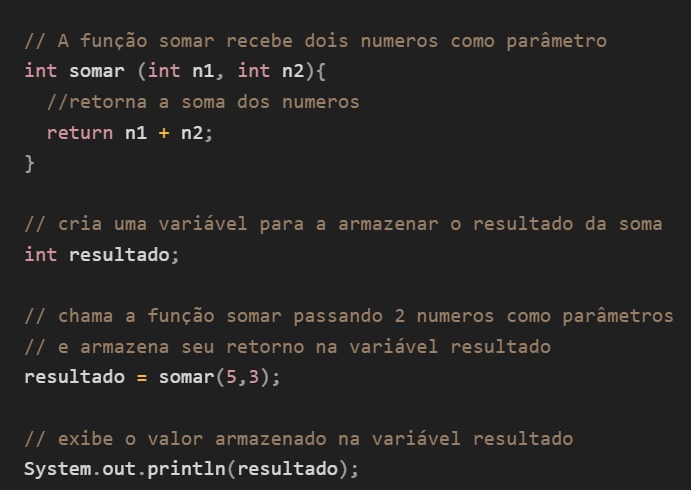 // A função somar recebe dois numeros como parâmetro
int somar (int n1, int n2){
  //retorna a soma dos numeros
  return n1 + n2;
}
// cria uma variável para a armazenar o resultado da soma
int resultado;
// chama a função somar passando 2 numeros como parâmetros
// e armazena seu retorno na variável resultado
resultado = somar(5,3);
// exibe o valor armazenado na variável resultado
System.out.println(resultado);